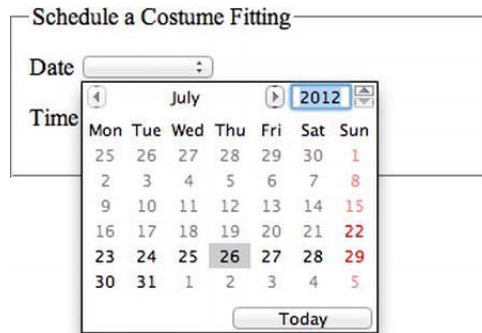 Schedule a Costume Fitting
Date
July 2012
Time
Mon Tue Wed Thu Fri Sat Sun
25 26 27 28 29 30 1
2 3 4 5 6 7 8
9 10 11 12 13 14 15
16 17 18 19 20 21 22
23 24 25 26 27 28 29
30 31 1 2 3 4 5
Today